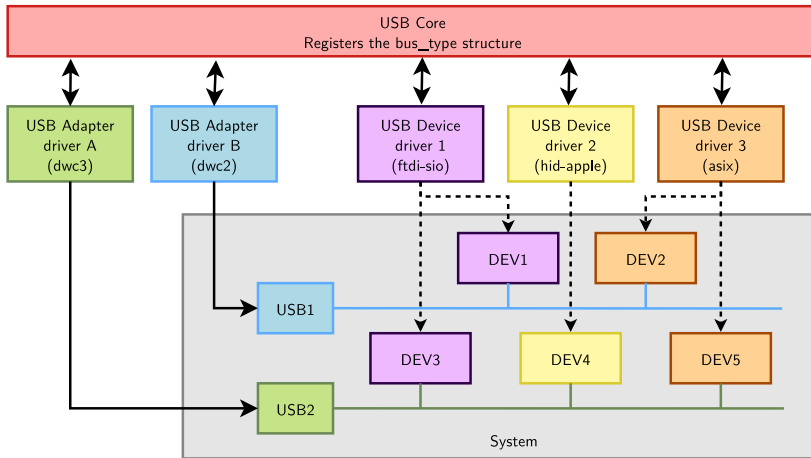 USB Core
Registers the bus_type structure
USB Adapter
driver A
(dwc3)
USB Adapter
driver B
(dwc2)
USB Device
driver 1
(ftdi-sio)
USB Device
driver 2
(hid-apple)
USB Device
driver 3
(asix)
DEV1
DEV2
USB1
DEV3
DEV4
DEV5
USB2
System